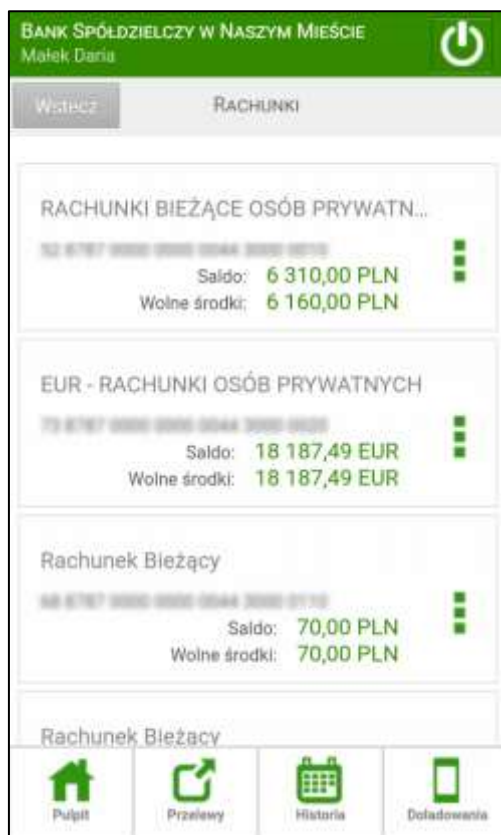 BANK SPÓŁDZIELCZY W NASZYM MIEŚCIE
Małek Daria
Wstecz
RACHUNKI
RACHUNKI BIEŻĄCE OSÓB PRYWATN...
Saldo: 6 310,00 PLN
Wolne środki: 6 160,00 PLN
EUR - RACHUNKI OSÓB PRYWATNYCH
Saldo: 18 187,49 EUR
Wolne środki: 18 187,49 EUR
Rachunek Bieżący
Saldo: 70,00 PLN
Wolne środki: 70,00 PLN
Rachunek Bieżący
Pulpit
Przelewy
Historia
Doładowania